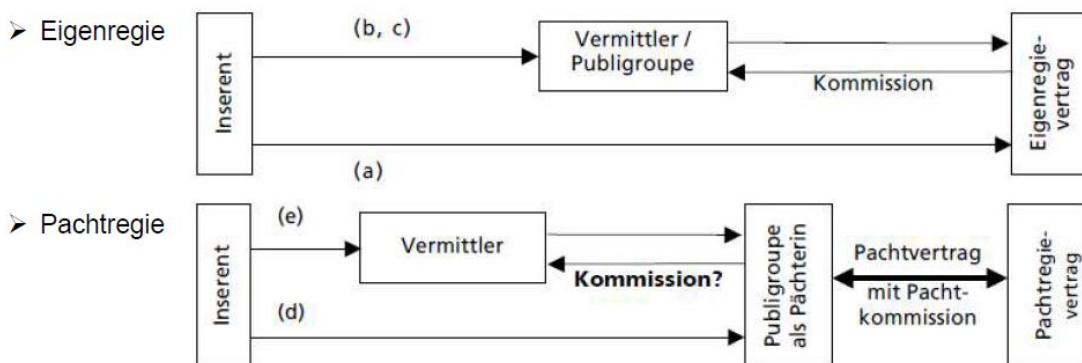 ➢ Eigenregie
Inserent
(b, c)
Vermittler /
Publigroupe
Kommission
Eigenregie-
vertrag
(a)
➢ Pachtregie
Inserent
(e)
Vermittler
Kommission?
(d)
Publigroupe
als Pächterin
Pachtvertrag
mit Pacht-
kommission
Pachtregie-
vertrag